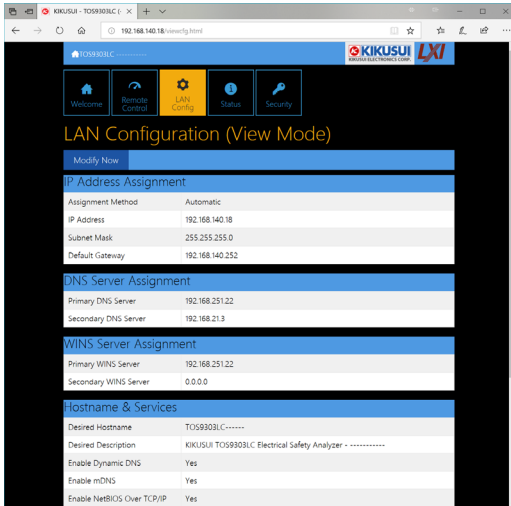 KIKUSUI - TOS9303LC (-
192.168.140.18/viewcfg.html
TOS9303LC -----------
KIKUSUI
KIKUSUI ELECTRONICS CORP.
LXI
Welcome
Remote Control
LAN Config
Status
Security
LAN Configuration (View Mode)
Modify Now
IP Address Assignment
Assignment Method Automatic
IP Address 192.168.140.18
Subnet Mask 255.255.255.0
Default Gateway 192.168.140.252
DNS Server Assignment
Primary DNS Server 192.168.251.22
Secondary DNS Server 192.168.21.3
WINS Server Assignment
Primary WINS Server 192.168.251.22
Secondary WINS Server 0.0.0.0
Hostname & Services
Desired Hostname TOS9303LC------
Desired Description KIKUSUI TOS9303LC Electrical Safety Analyzer - -----------
Enable Dynamic DNS Yes
Enable mDNS Yes
Enable NetBIOS Over TCP/IP Yes